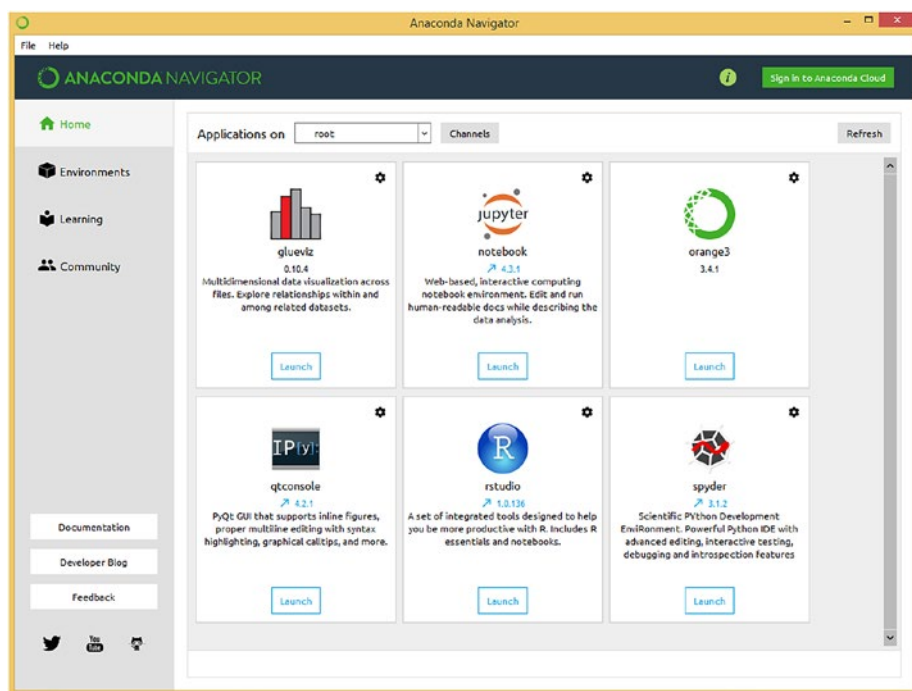 Anaconda Navigator
File Help
ANACONDA NAVIGATOR
i
Sign in to Anaconda Cloud
Home
Environments
Learning
Community
Documentation
Developer Blog
Feedback
You
Tube
Applications on root Channels Refresh
glueviz
0.10.4
Multidimensional data visualization across
files. Explore relationships within and
among related datasets.
Launch
jupyter
notebook
4.3.1
Web-based, interactive computing
notebook environment. Edit and run
human-readable docs while describing the
data analysis.
Launch
orange3
3.4.1
Launch
IP[y]:
qtconsole
4.2.1
PyQt GUI that supports inline figures,
proper multiline editing with syntax
highlighting, graphical calltips, and more.
Launch
R
rstudio
1.0.136
A set of integrated tools designed to help
you be more productive with R. Includes R
essentials and notebooks.
Launch
spyder
3.1.2
Scientific PYthon Development
EnviRonment. Powerful Python IDE with
advanced editing, interactive testing,
debugging and introspection features
Launch